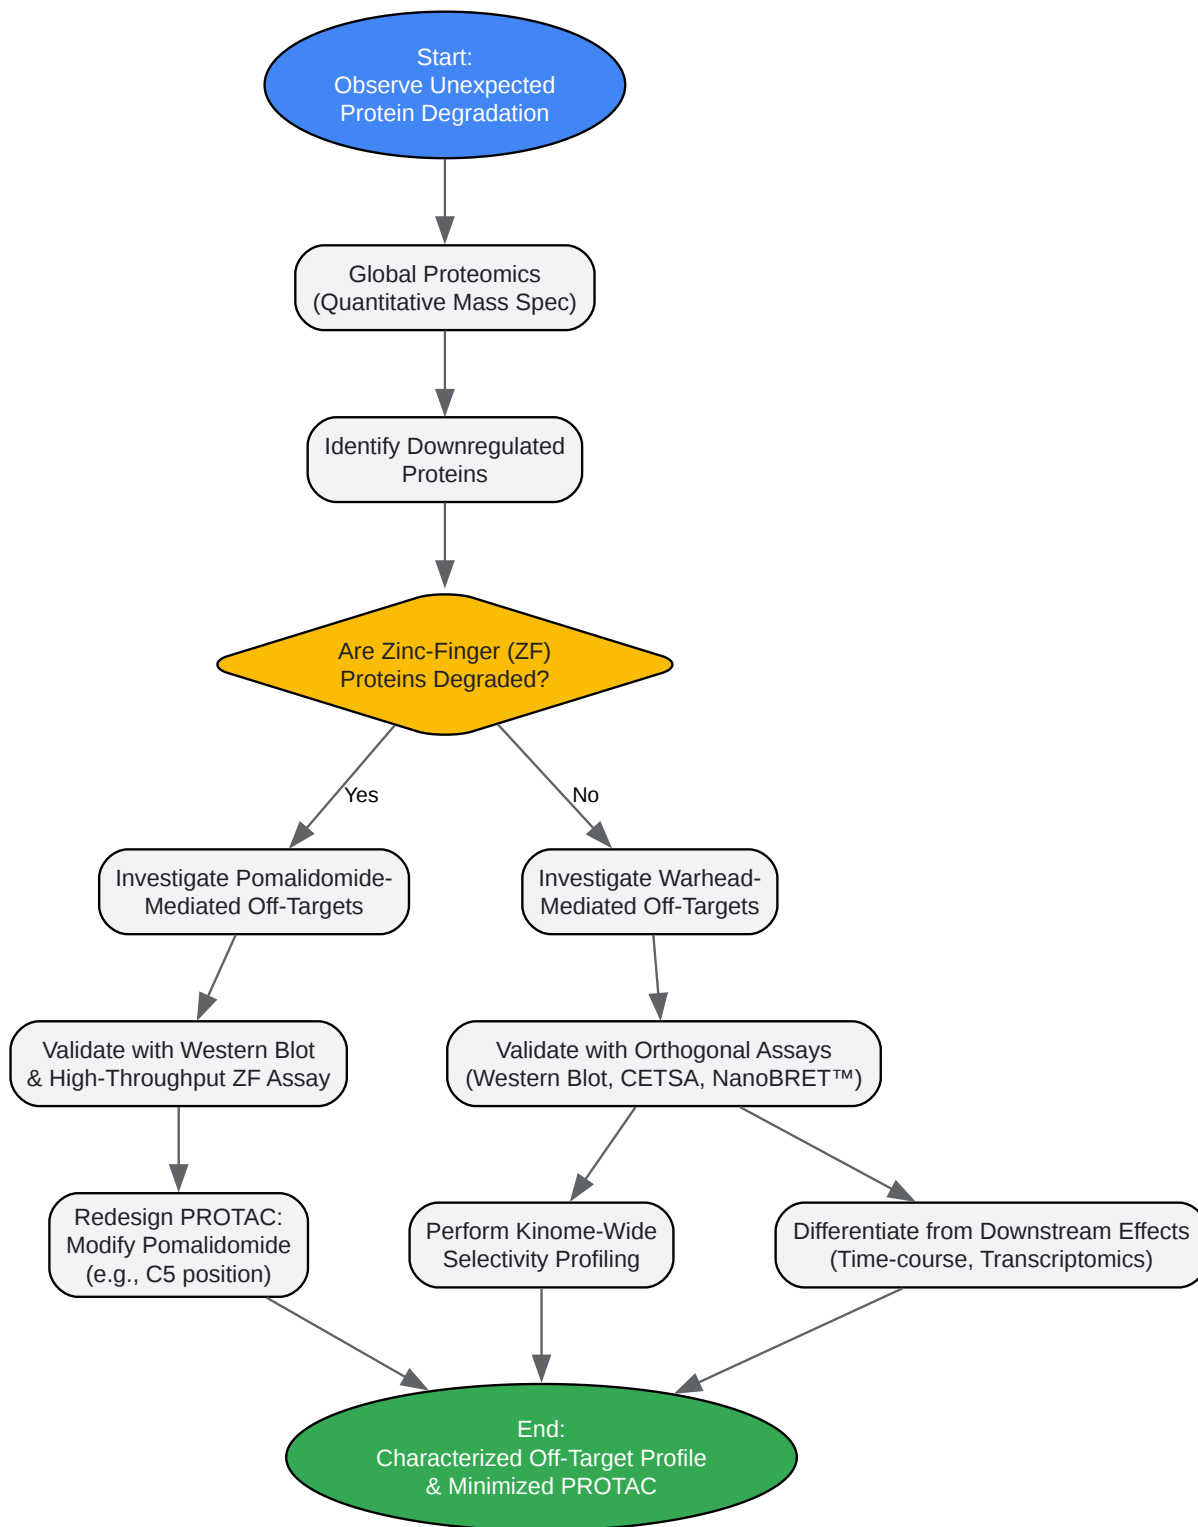 Start:
Observe Unexpected
Protein Degradation
Global Proteomics
(Quantitative Mass Spec)
Identify Downregulated
Proteins
Are Zinc-Finger (ZF)
Proteins Degraded?
Yes
No
Investigate Pomalidomide-
Mediated Off-Targets
Investigate Warhead-
Mediated Off-Targets
Validate with Western Blot
& High-Throughput ZF Assay
Validate with Orthogonal Assays
(Western Blot, CETSA, NanoBRET™)
Redesign PROTAC:
Modify Pomalidomide
(e.g., C5 position)
Perform Kinome-Wide
Selectivity Profiling
Differentiate from Downstream Effects
(Time-course, Transcriptomics)
End:
Characterized Off-Target Profile
& Minimized PROTAC